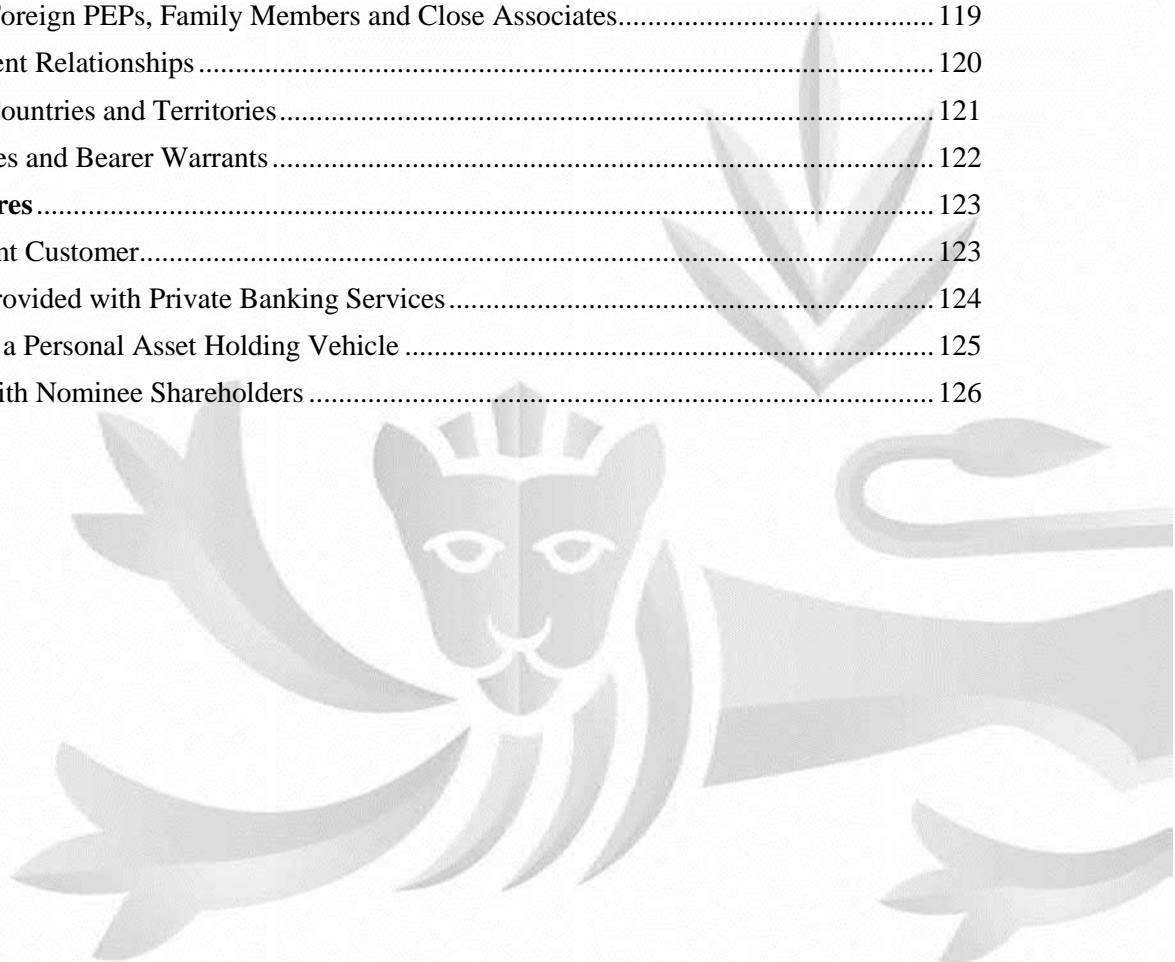 Foreign PEPs, Family Members and Close Associates.......................................... 119
ent Relationships.................................................................................................. 120
Countries and Territories....................................................................................... 121
es and Bearer Warrants........................................................................................ 122
res........................................................................................................................ 123
nt Customer.......................................................................................................... 123
rovided with Private Banking Services................................................................. 124
a Personal Asset Holding Vehicle ....................................................................... 125
ith Nominee Shareholders ................................................................................... 126